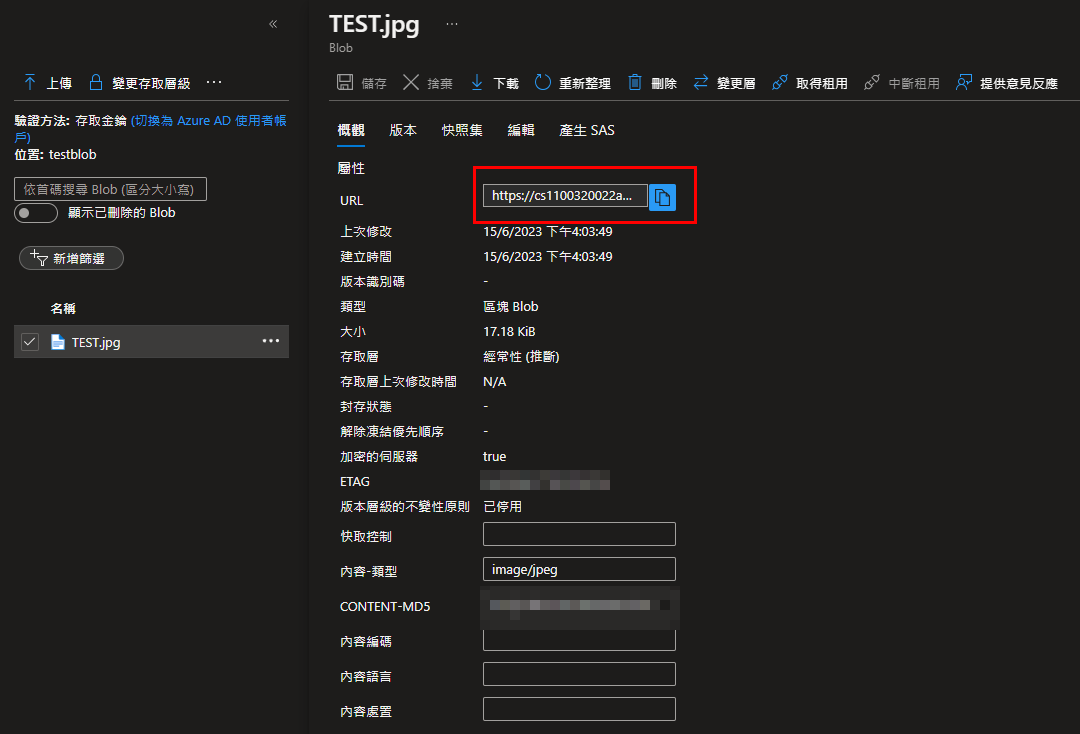 «
上傳 變更存取層級 ···
驗證方法: 存取金鑰 (切換為 Azure AD 使用者帳
戶)
位置: testblob
依首碼搜尋 Blob (區分大小寫)
顯示已刪除的 Blob
新增篩選
名稱
TEST.jpg ···
TEST.jpg ···
Blob
儲存 捨棄 下載 重新整理 刪除 變更層 取得租用 中斷租用 提供意見反應
概觀 版本 快照集 編輯 產生 SAS
屬性
URL https://cs1100320022a...
上次修改 15/6/2023 下午4:03:49
建立時間 15/6/2023 下午4:03:49
版本識別碼 -
類型 區塊 Blob
大小 17.18 KiB
存取層 經常性 (推斷)
存取層上次修改時間 N/A
封存狀態 -
解除凍結優先順序 -
加密的伺服器 true
ETAG
版本層級的不變性原則 已停用
快取控制
內容-類型 image/jpeg
CONTENT-MD5
內容編碼
內容語言
內容處置